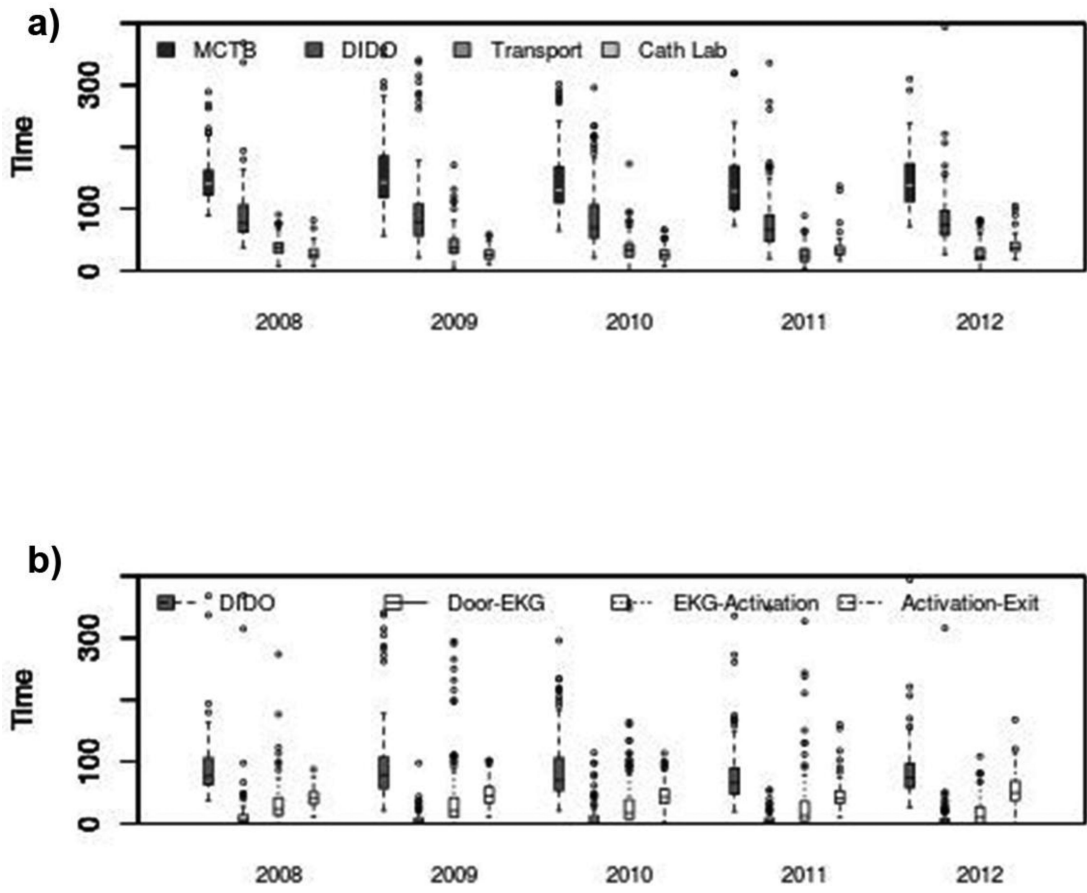 a)
MCTB DIDO Transport Cath Lab
Time
300
100
0
2008 2009 2010 2011 2012
b)
DIDO Door-EKG EKG-Activation Activation-Exit
Time
300
100
0
2008 2009 2010 2011 2012